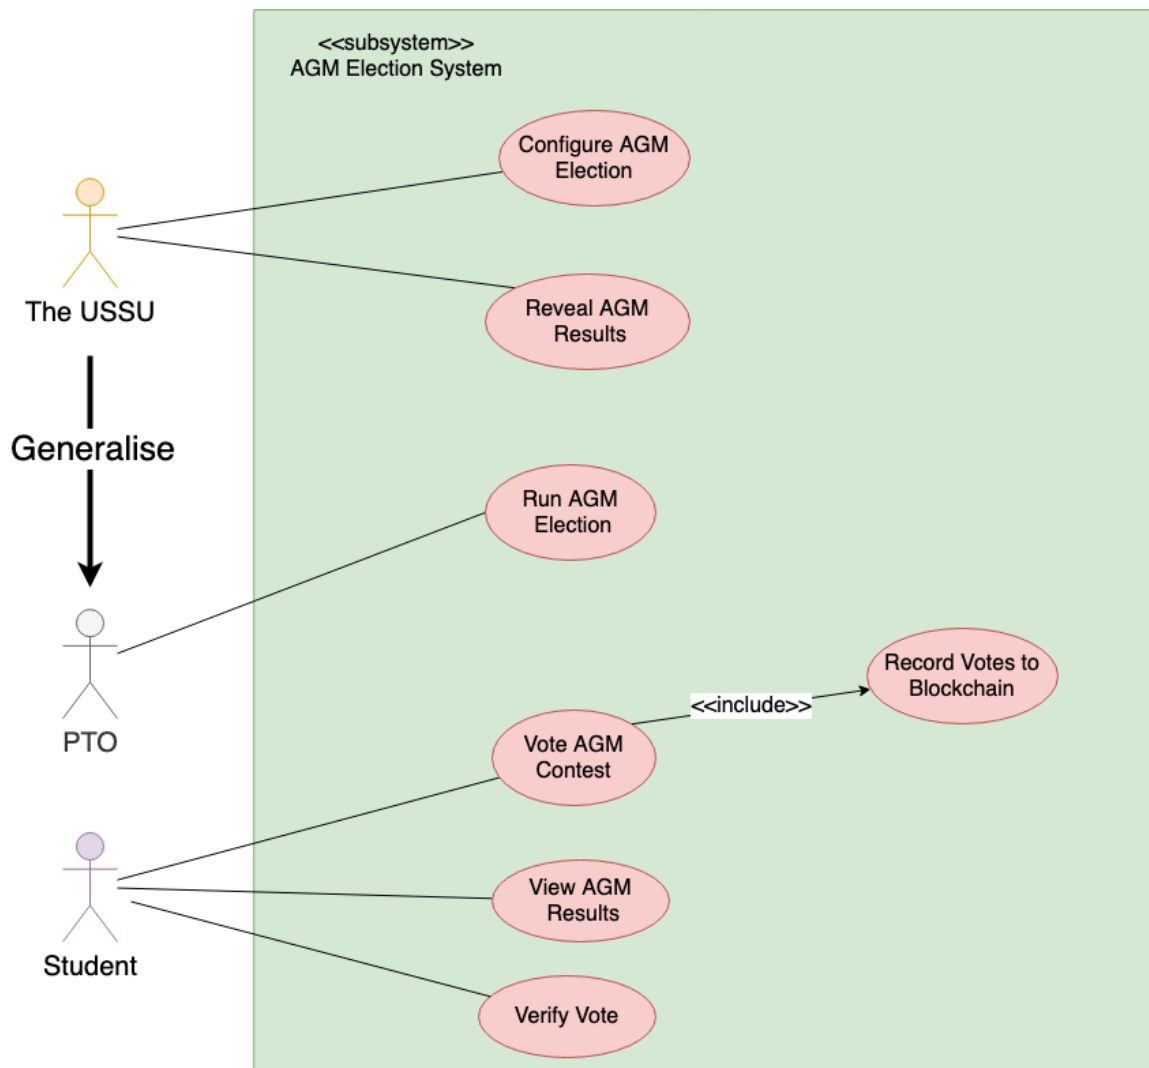 <<subsystem>>
AGM Election System
Configure AGM
Election
The USSU
Reveal AGM
Results
Generalise
Run AGM
Election
PTO
Record Votes to
Blockchain
<<include>>
Vote AGM
Contest
Student
View AGM
Results
Verify Vote